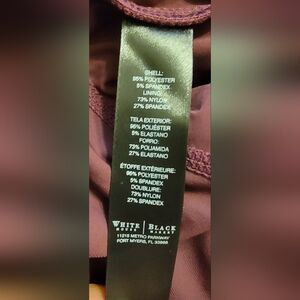 SHELL:
95% POLYESTER
5% SPANDEX
LINING:
73% NYLON
27% SPANDEX
TELA EXTERIOR:
95% POLIÉSTER
5% ELASTANO
FORRO:
73% POLIAMIDA
27% ELASTANO
ÉTOFFE EXTÉRIEURE:
95% POLYESTER
5% SPANDEX
DOUBLURE:
73% NYLON
27% SPANDEX
WHITE | BLACK
HOUSE | MARKET
11215 METRO PARKWAY
FORT MYERS, FL 33966